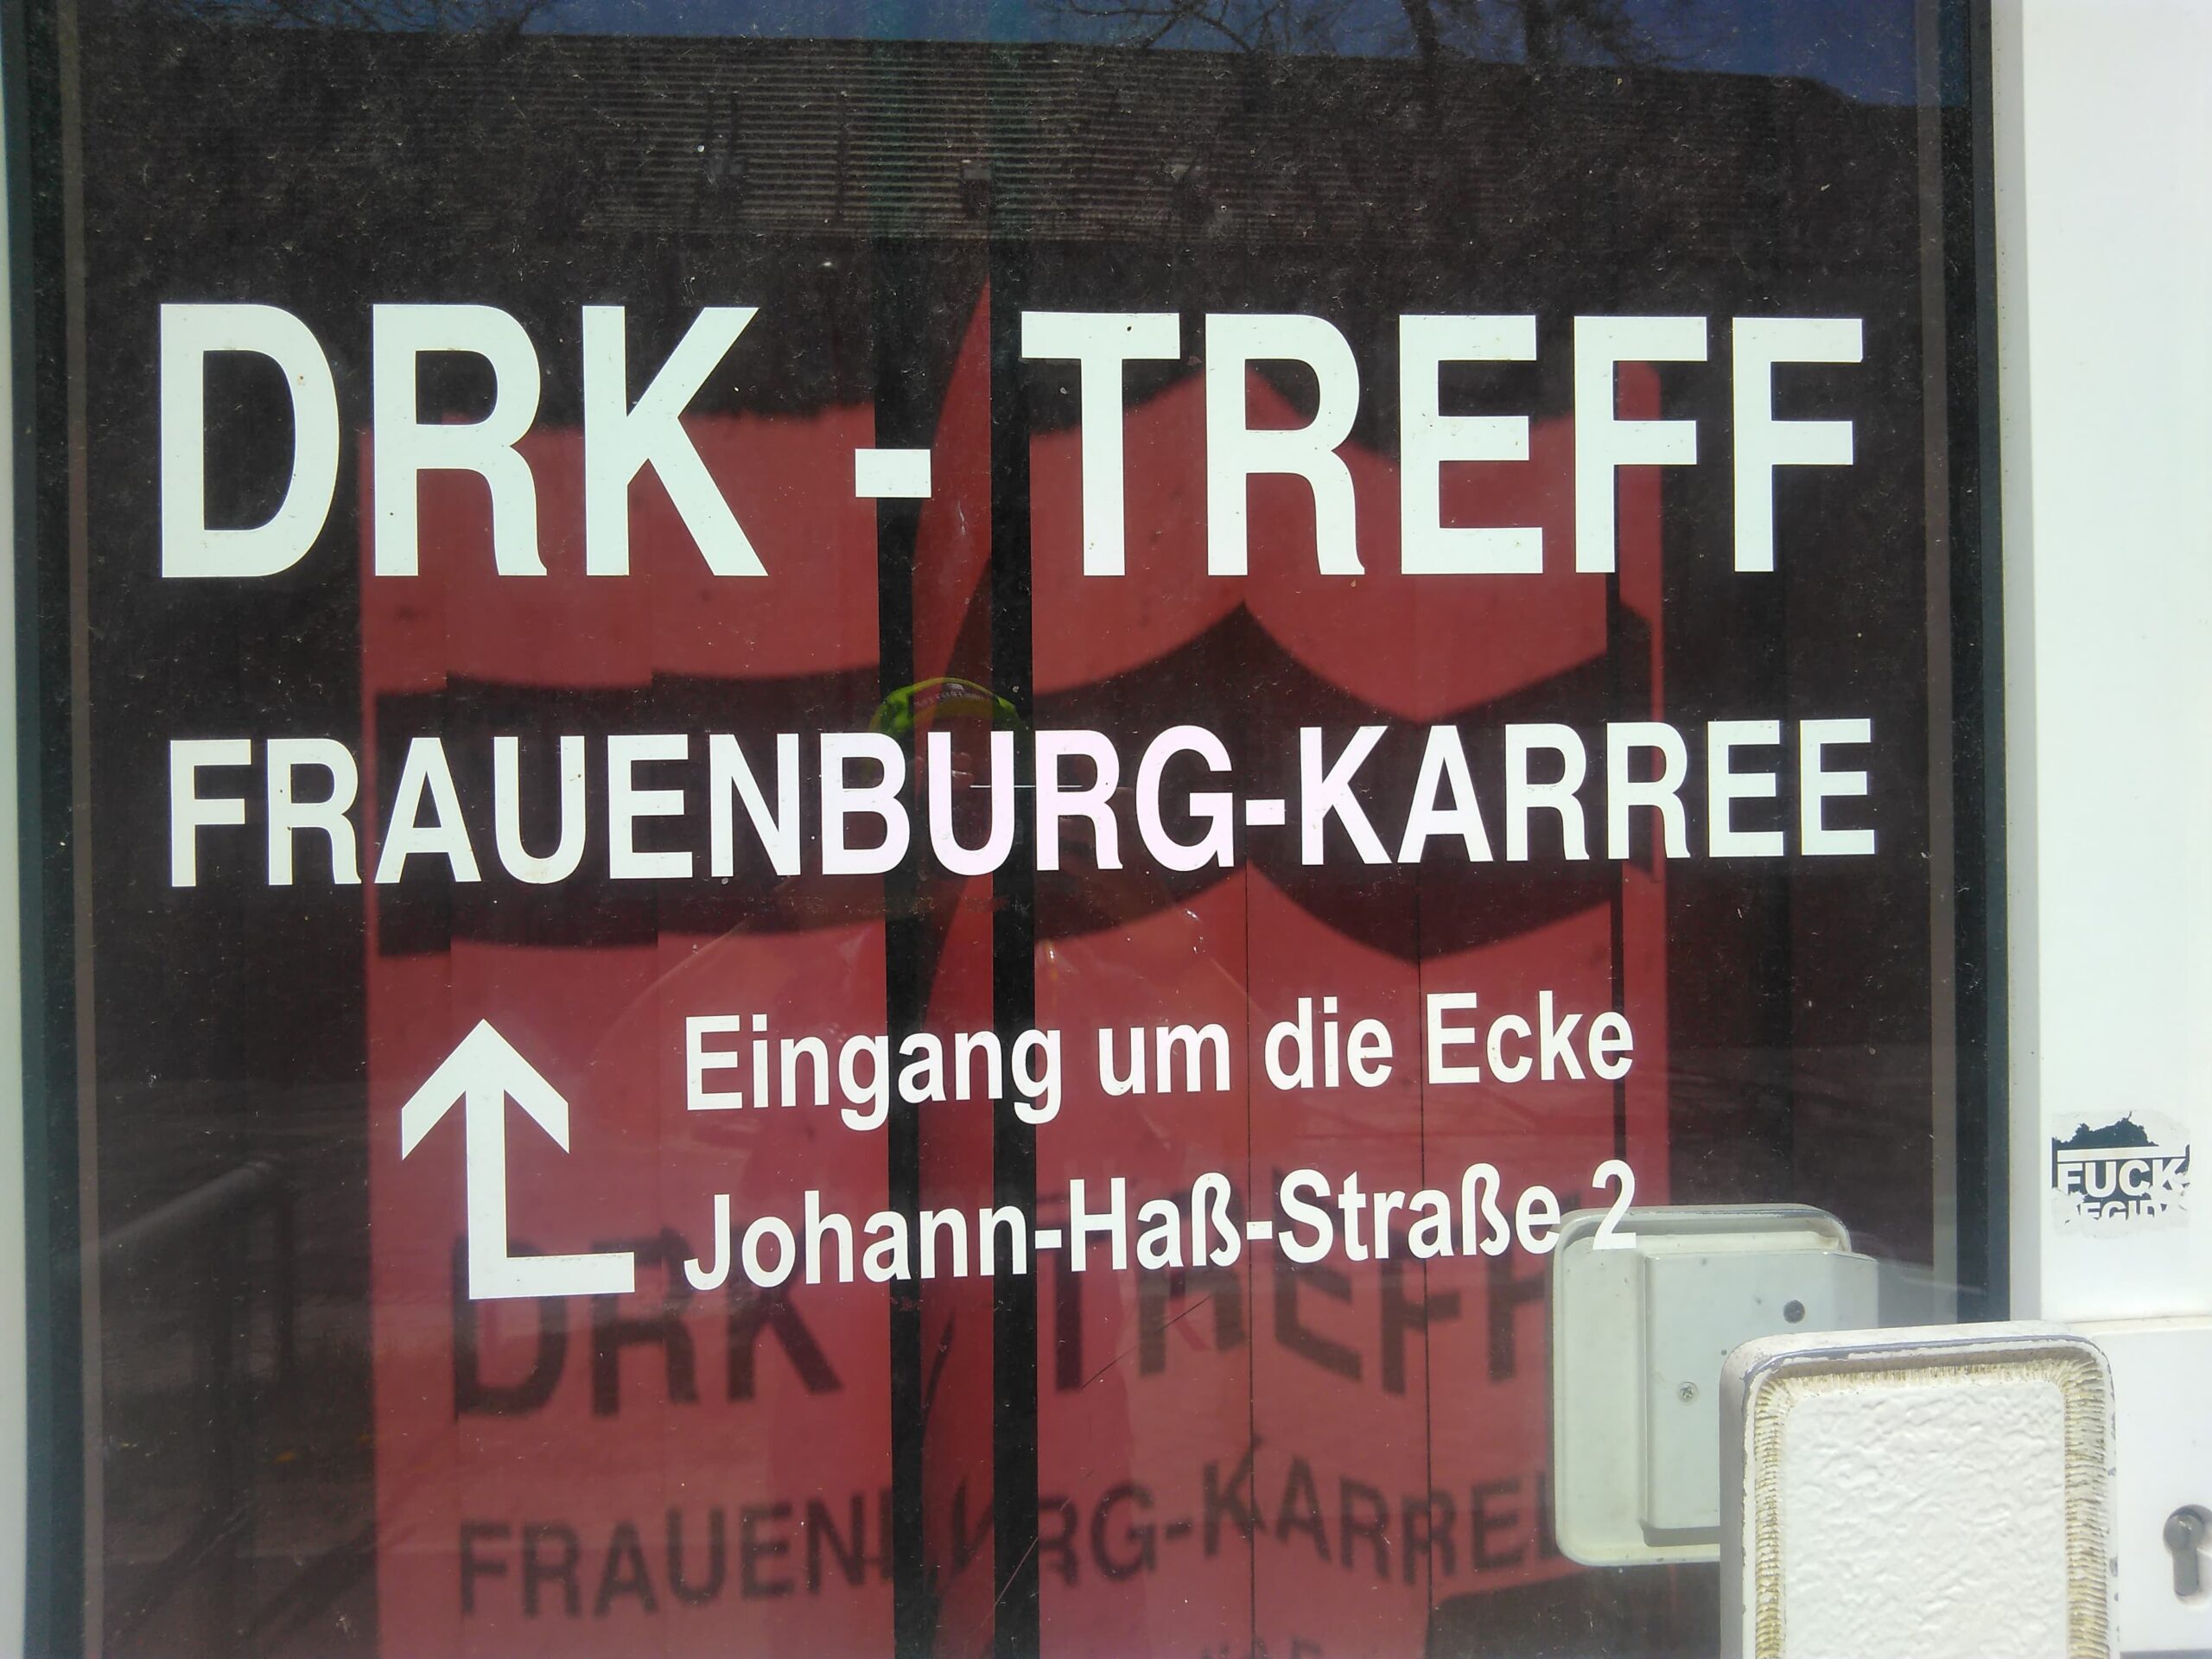 DRK - TREFF
FRAUENBURG-KARREE
Eingang um die Ecke
Johann-Haß-Straße 2
FUCK